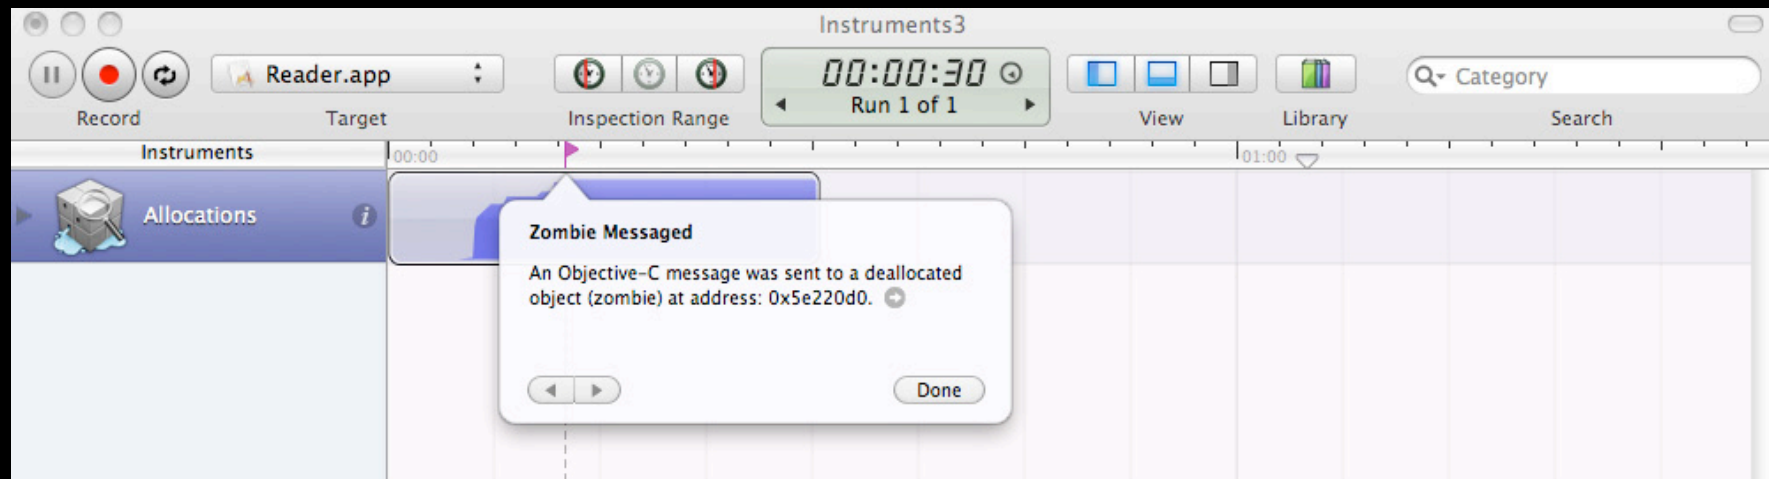 Instruments3
Reader.app
00:00:30
Run 1 of 1
Category
Record
Target
Inspection Range
View
Library
Search
Instruments
00:00
01:00
Allocations
i
Zombie Messaged
An Objective-C message was sent to a deallocated
object (zombie) at address: 0x5e220d0.
Done